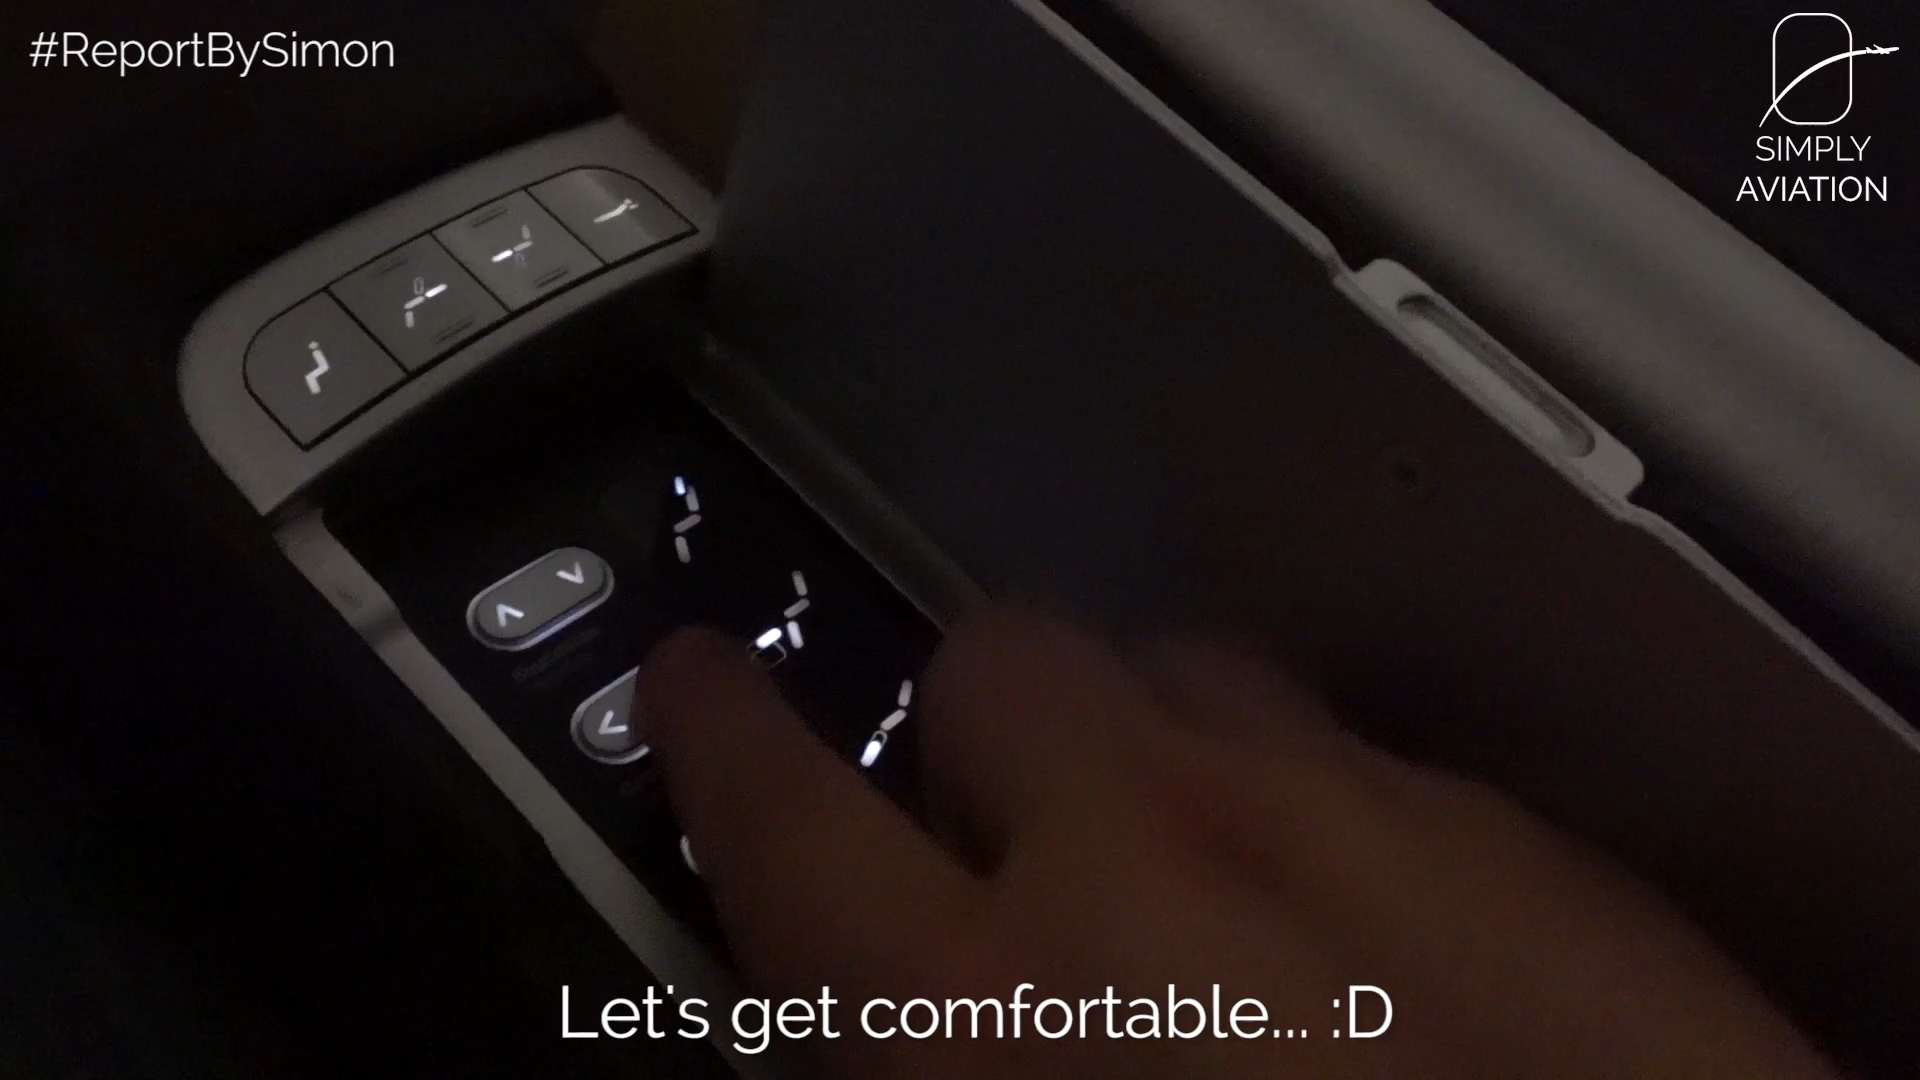 #ReportBySimon
SIMPLY
AVIATION
Let's get comfortable... :D